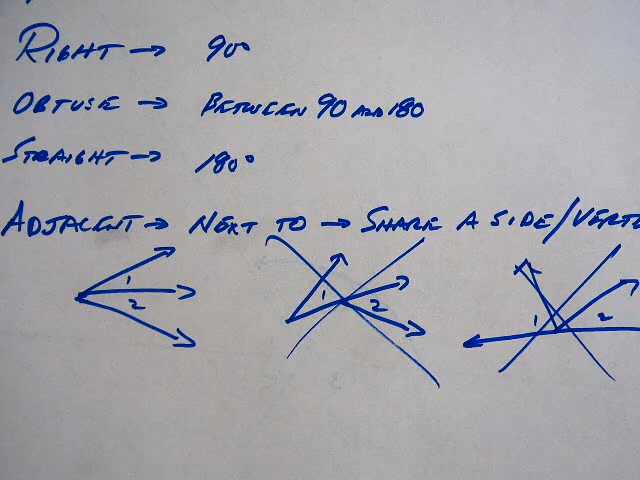 RIGHT → 90°
OBTUSE → BETWEEN 90 AND 180
STRAIGHT → 180°
ADJACENT → NEXT TO → SHARE A SIDE/VERTE
1 2 1 2 1 2